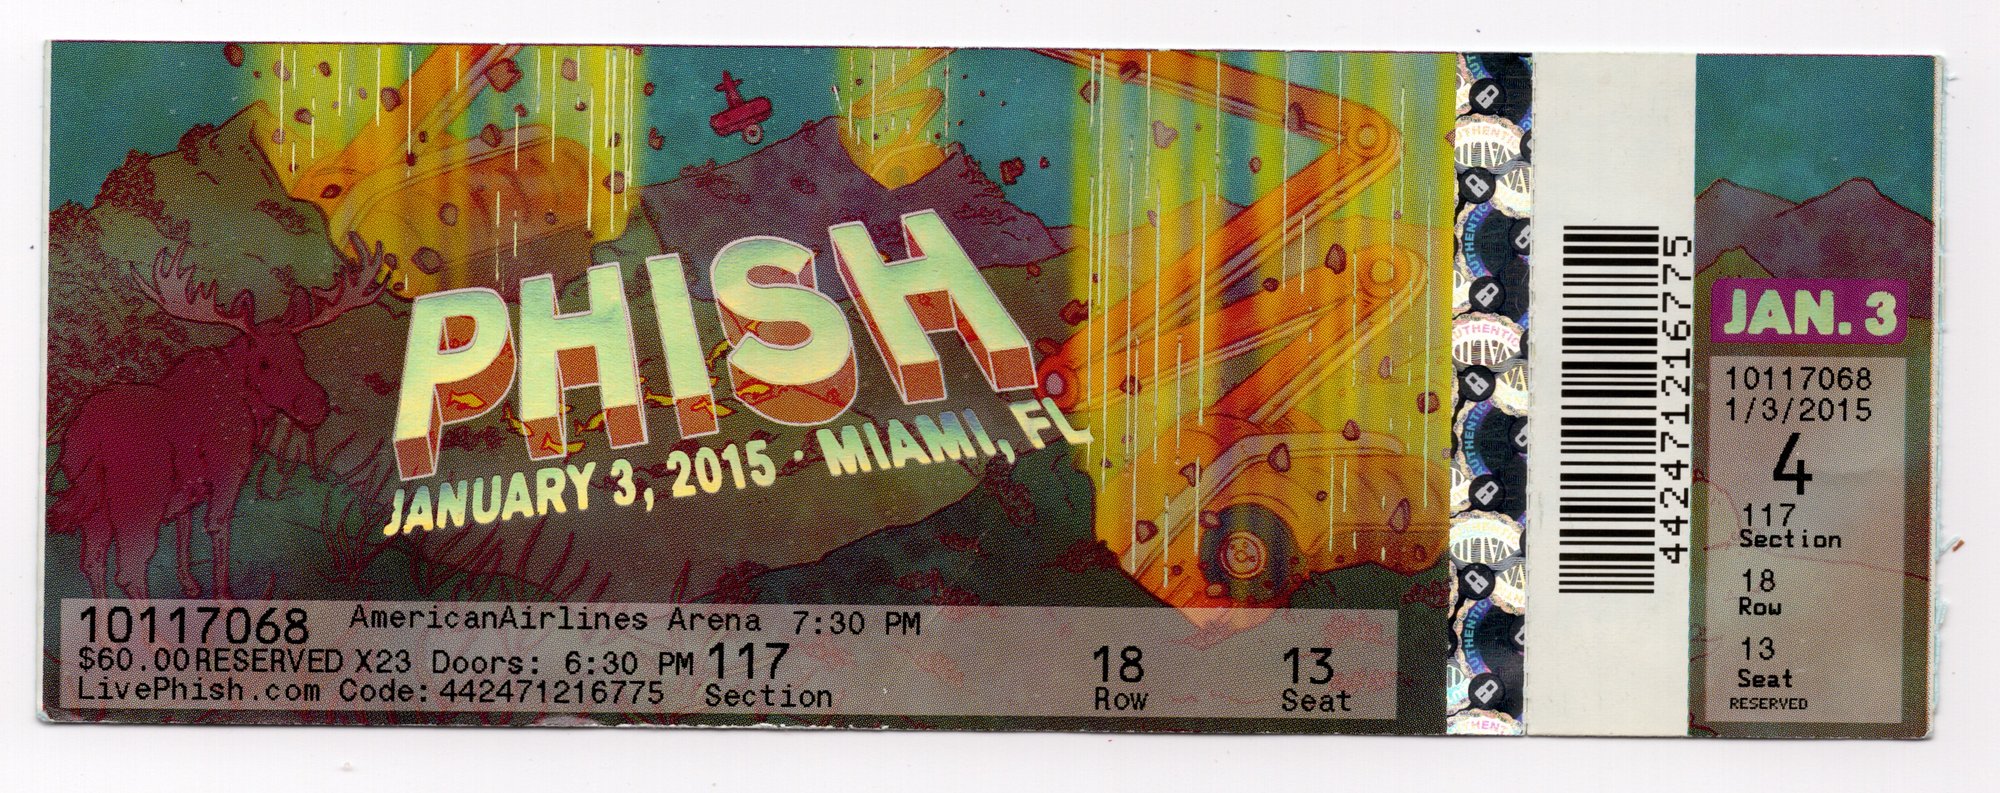 PHISH
JANUARY 3, 2015 · MIAMI, FL
10117068 AmericanAirlines Arena 7:30 PM
$60.00 RESERVED X23 Doors: 6:30 PM 117 18 13
LivePhish.com Code: 442471216775 Section Row Seat
AUTHENTIC
VALID
442471216775
JAN. 3
10117068
1/3/2015
4
117
Section
18
Row
13
Seat
RESERVED